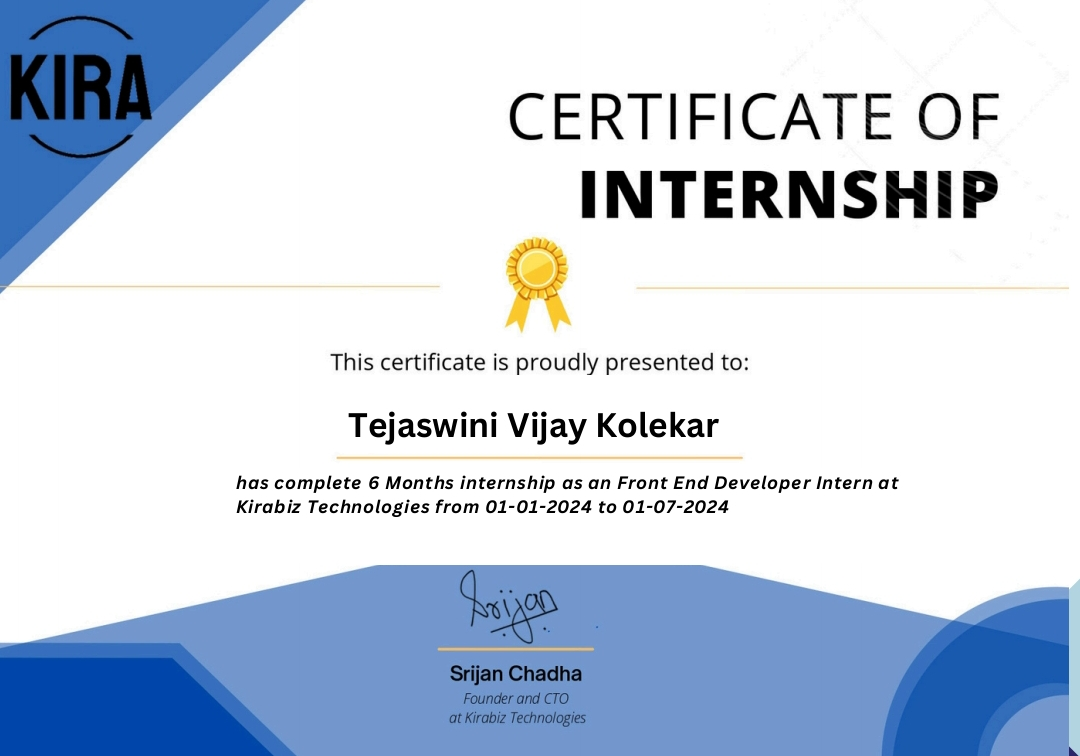 KIRA
CERTIFICATE OF
INTERNSHIP
This certificate is proudly presented to:
Tejaswini Vijay Kolekar
has complete 6 Months internship as an Front End Developer Intern at
Kirabiz Technologies from 01-01-2024 to 01-07-2024
Srijan
Srijan Chadha
Founder and CTO
at Kirabiz Technologies